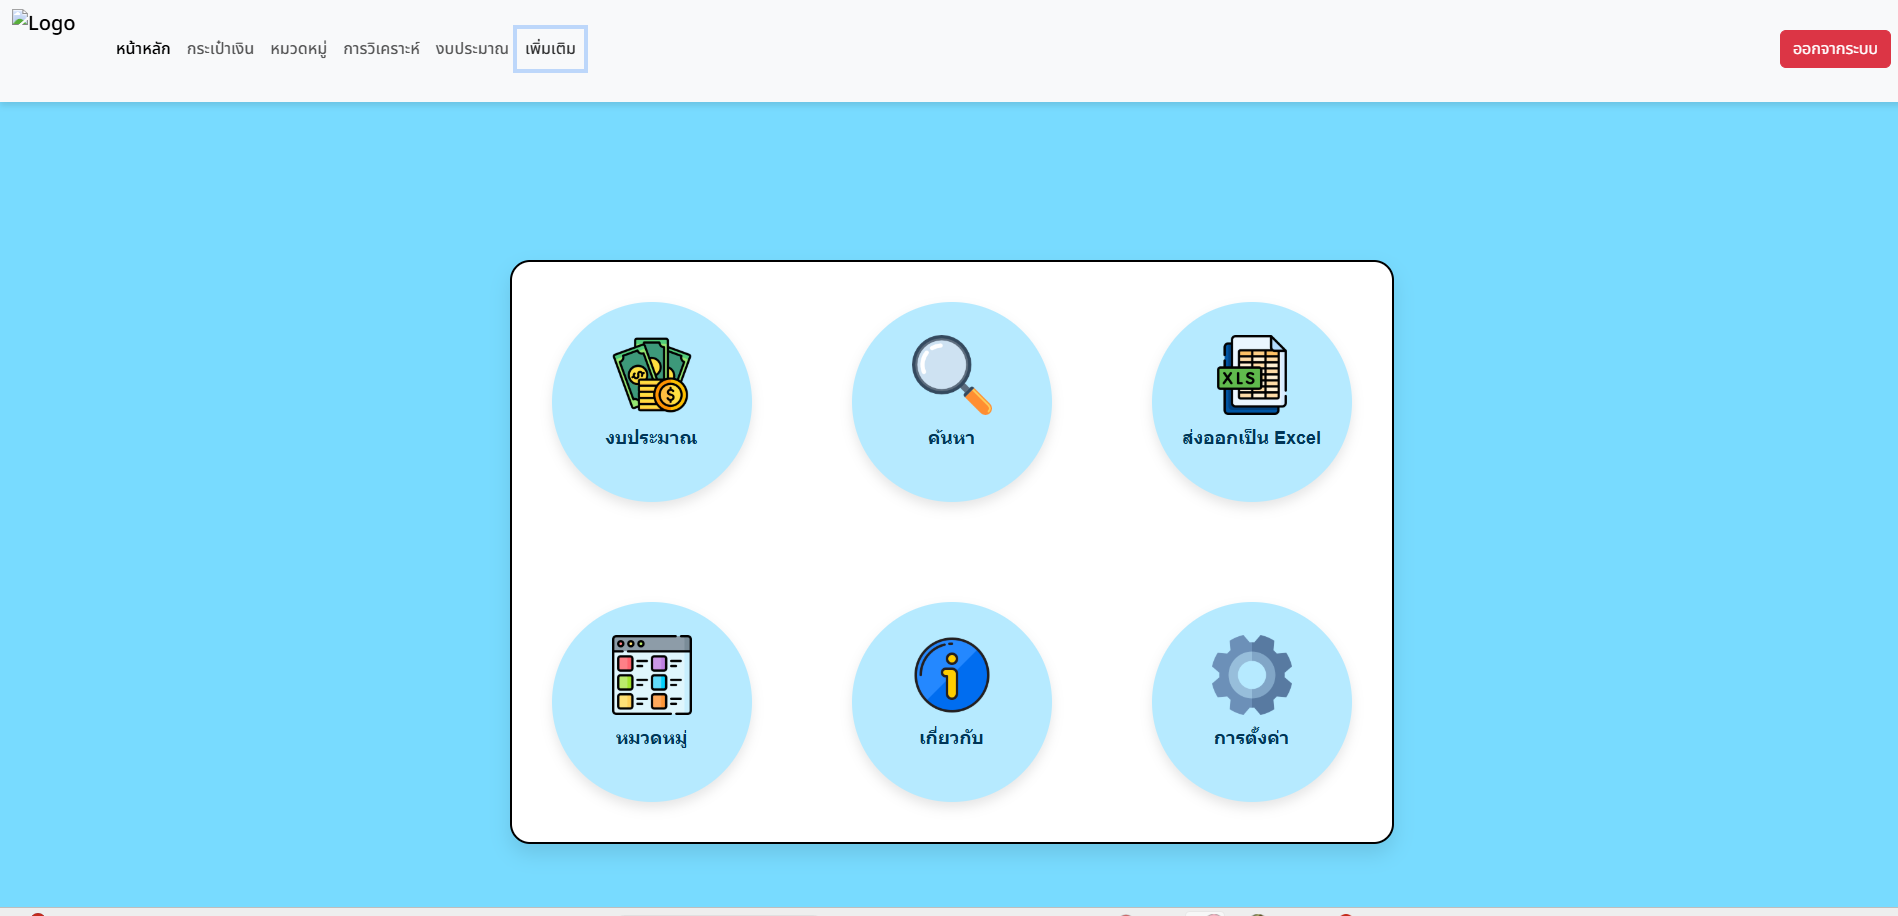 Logo
หน้าหลัก กระเป๋าเงิน หมวดหมู่ การวิเคราะห์ งบประมาณ เพิ่มเติม ออกจากระบบ
งบประมาณ ค้นหา ส่งออกเป็น Excel
XLS
หมวดหมู่ เกี่ยวกับ การตั้งค่า